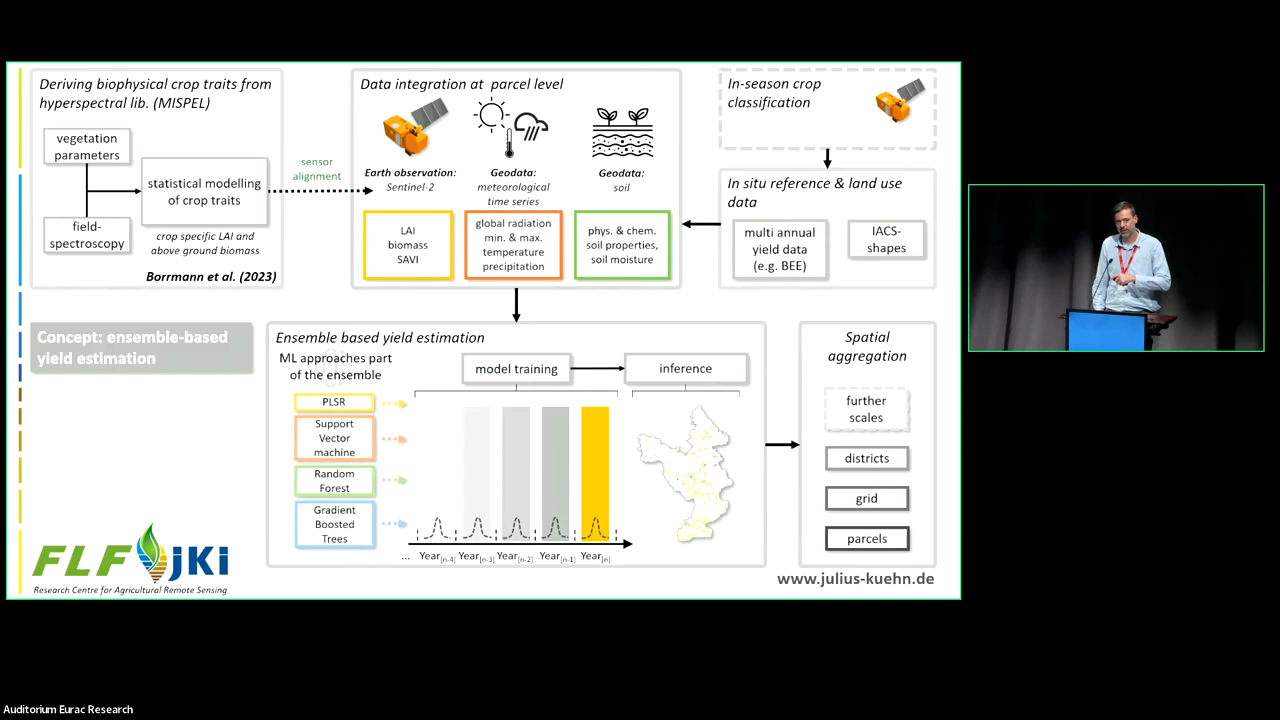 Deriving biophysical crop traits from
hyperspectral lib. (MISPEL)
vegetation
parameters
field-
spectroscopy
statistical modelling
of crop traits
crop specific LAI and
above ground biomass
Borrmann et al. (2023)
sensor
alignment
Data integration at parcel level
Earth observation:
Sentinel-2
Geodata:
meteorological
time series
Geodata:
soil
LAI
biomass
SAVI
global radiation
min. & max.
temperature
precipitation
phys. & chem.
soil properties,
soil moisture
In-season crop
classification
In situ reference & land use
data
multi annual
yield data
(e.g. BEE)
IACS-
shapes
Concept: ensemble-based
yield estimation
Ensemble based yield estimation
ML approaches part
of the ensemble
PLSR
Support
Vector
machine
Random
Forest
Gradient
Boosted
Trees
model training
inference
... Year[n-4] Year[n-3] Year[n-2] Year[n-1] Year[n]
Spatial
aggregation
further
scales
districts
grid
parcels
FLF JKI
Research Centre for Agricultural Remote Sensing
www.julius-kuehn.de
Auditorium Eurac Research